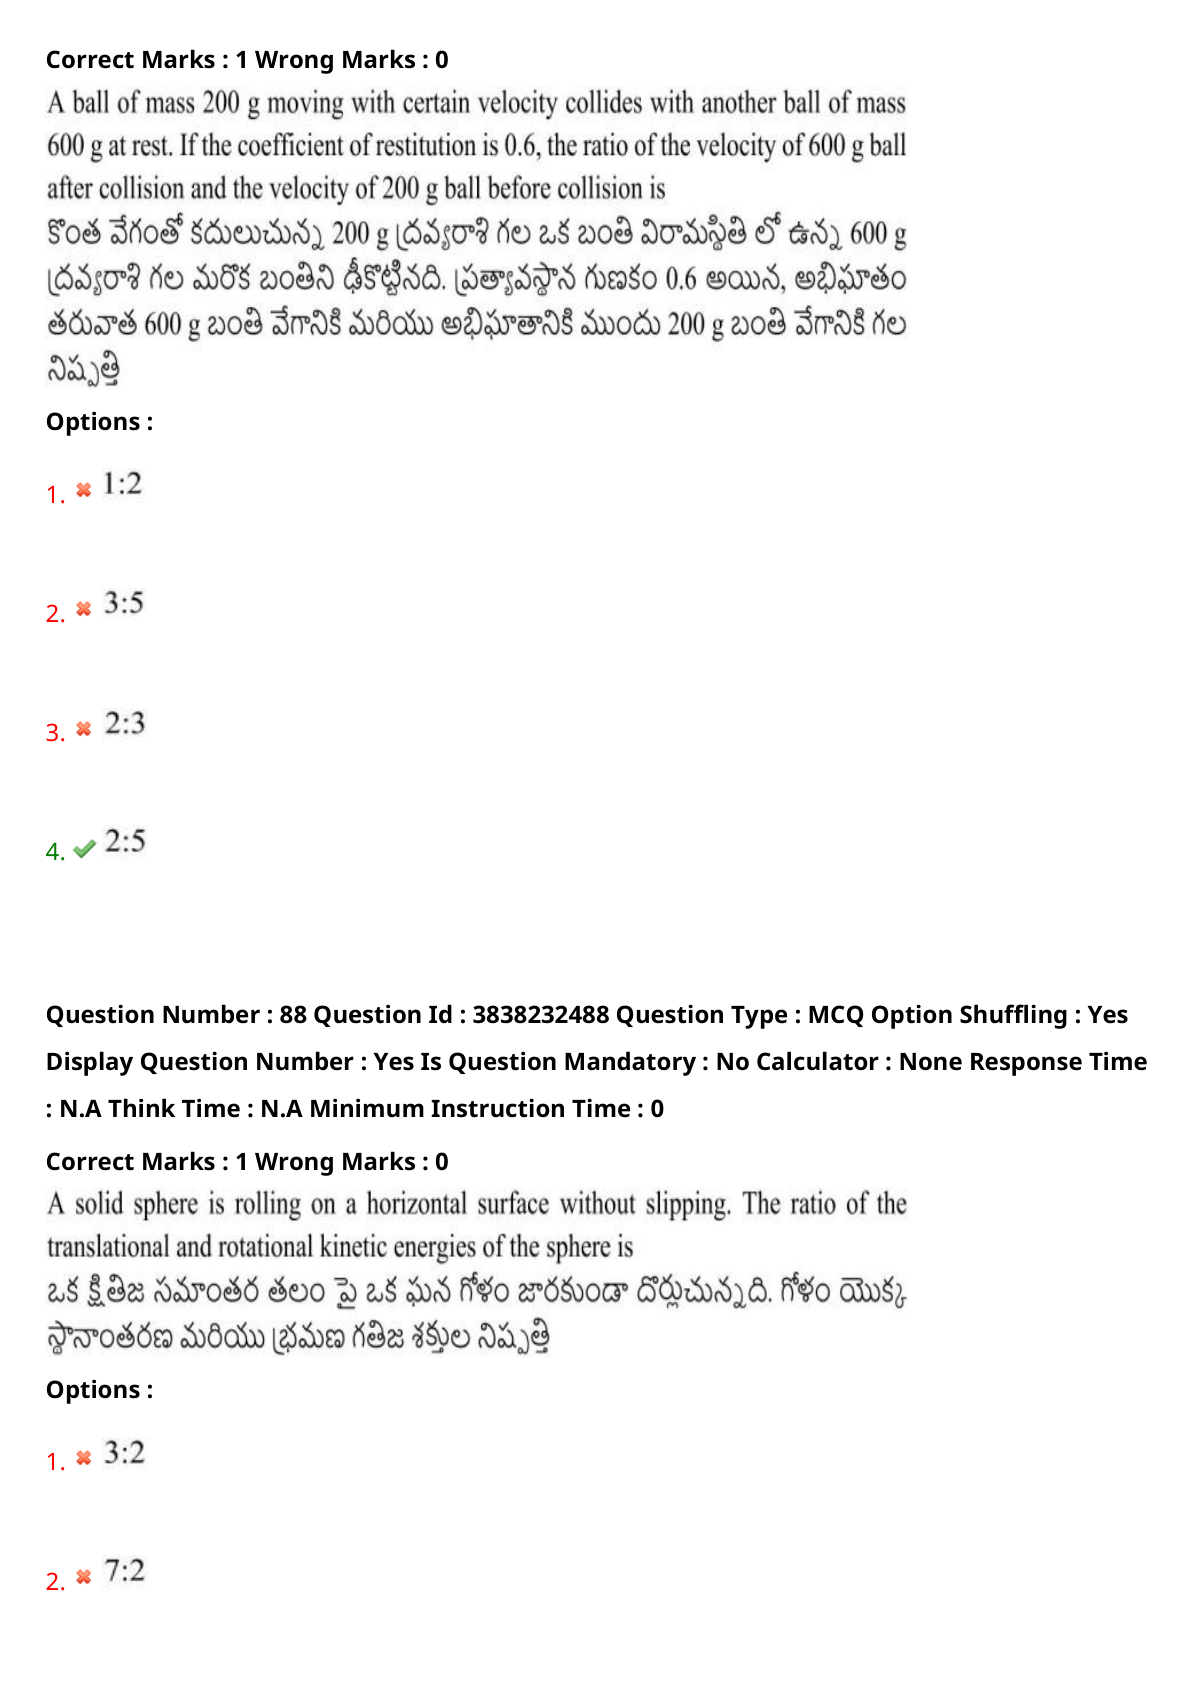 Correct Marks : 1 Wrong Marks : 0
A ball of mass 200 g moving with certain velocity collides with another ball of mass
600 g at rest. If the coefficient of restitution is 0.6, the ratio of the velocity of 600 g ball
after collision and the velocity of 200 g ball before collision is
కొంత వేగంతో కదులుచున్న 200 g ద్రవ్యరాశి గల ఒక బంతి విరామస్థితి లో ఉన్న 600 g
ద్రవ్యరాశి గల మరొక బంతిని ఢీకొట్టినది. ప్రత్యావస్థాన గుణకం 0.6 అయిన, అభిఘాతం
తరువాత 600 g బంతి వేగానికి మరియు అభిఘాతానికి ముందు 200 g బంతి వేగానికి గల
నిష్పత్తి
Options :
1. 1:2
2. 3:5
3. 2:3
4. 2:5
Question Number : 88 Question Id : 3838232488 Question Type : MCQ Option Shuffling : Yes
Display Question Number : Yes Is Question Mandatory : No Calculator : None Response Time
: N.A Think Time : N.A Minimum Instruction Time : 0
Correct Marks : 1 Wrong Marks : 0
A solid sphere is rolling on a horizontal surface without slipping. The ratio of the
translational and rotational kinetic energies of the sphere is
ఒక క్షితిజ సమాంతర తలం పై ఒక ఘన గోళం జారకుండా దొర్లుచున్నది. గోళం యొక్క
స్థానాంతరణ మరియు భ్రమణ గతిజ శక్తుల నిష్పత్తి
Options :
1. 3:2
2. 7:2